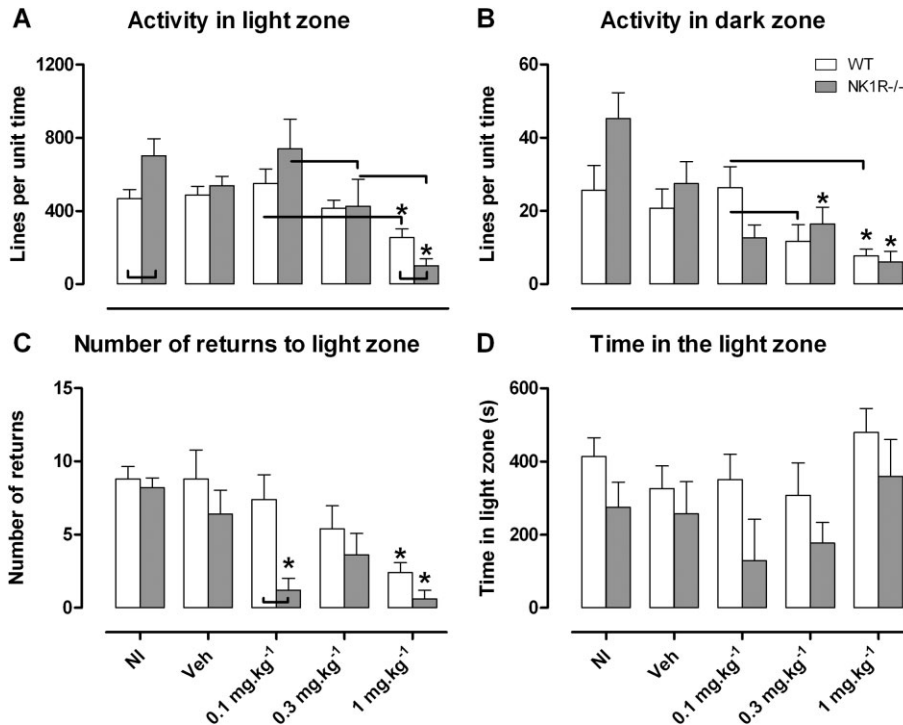 A Activity in light zone
Lines per unit time
1200
800
400
0
* *
B Activity in dark zone
Lines per unit time
60
40
20
0
WT
NK1R-/-
* * *
C Number of returns to light zone
Number of returns
15
10
5
0
* * *
NI
Veh
0.1 mg.kg⁻¹
0.3 mg.kg⁻¹
1 mg.kg⁻¹
D Time in the light zone
Time in light zone (s)
600
400
200
0
NI
Veh
0.1 mg.kg⁻¹
0.3 mg.kg⁻¹
1 mg.kg⁻¹